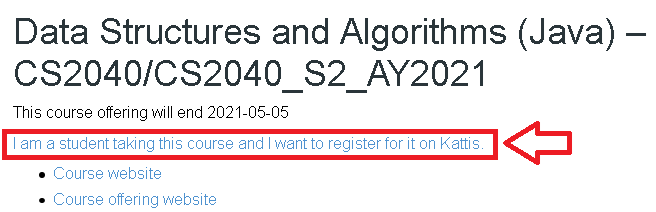 Data Structures and Algorithms (Java) –
CS2040/CS2040_S2_AY2021
This course offering will end 2021-05-05
I am a student taking this course and I want to register for it on Kattis.
Course website
Course offering website